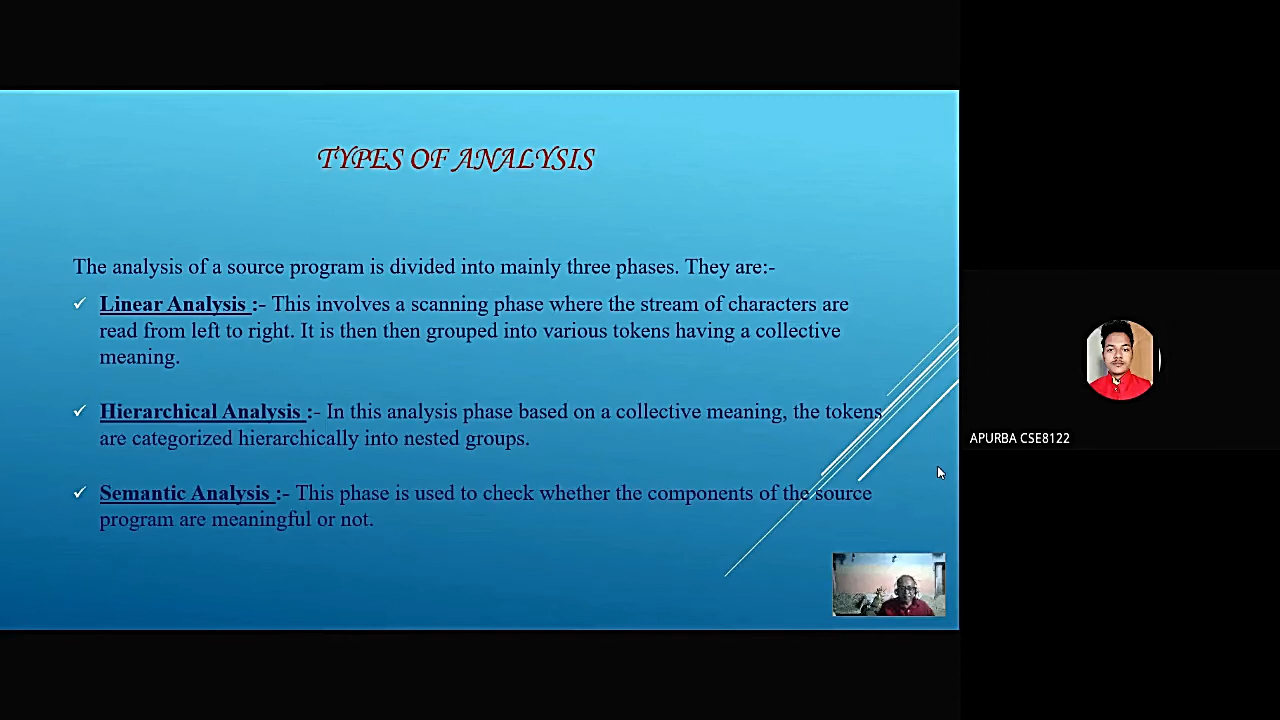 TYPES OF ANALYSIS
The analysis of a source program is divided into mainly three phases. They are:-
Linear Analysis :- This involves a scanning phase where the stream of characters are
read from left to right. It is then then grouped into various tokens having a collective
meaning.
Hierarchical Analysis :- In this analysis phase based on a collective meaning, the tokens
are categorized hierarchically into nested groups.
Semantic Analysis :- This phase is used to check whether the components of the source
program are meaningful or not.
APURBA CSE8122